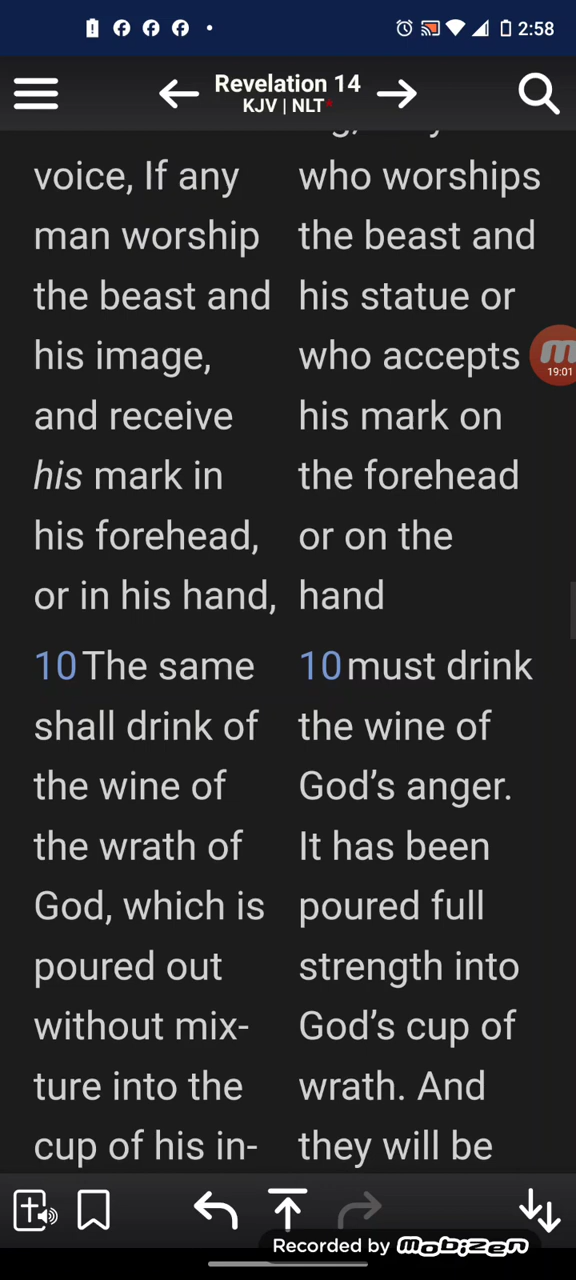 2:58
Revelation 14
KJV | NLT*
voice, If any
man worship
the beast and
his image,
and receive
his mark in
his forehead,
or in his hand,
10 The same
shall drink of
the wine of
the wrath of
God, which is
poured out
without mix-
ture into the
cup of his in-
who worships
the beast and
his statue or
who accepts
his mark on
the forehead
or on the
hand
10 must drink
the wine of
God’s anger.
It has been
poured full
strength into
God’s cup of
wrath. And
they will be
19:01
Recorded by mobizen